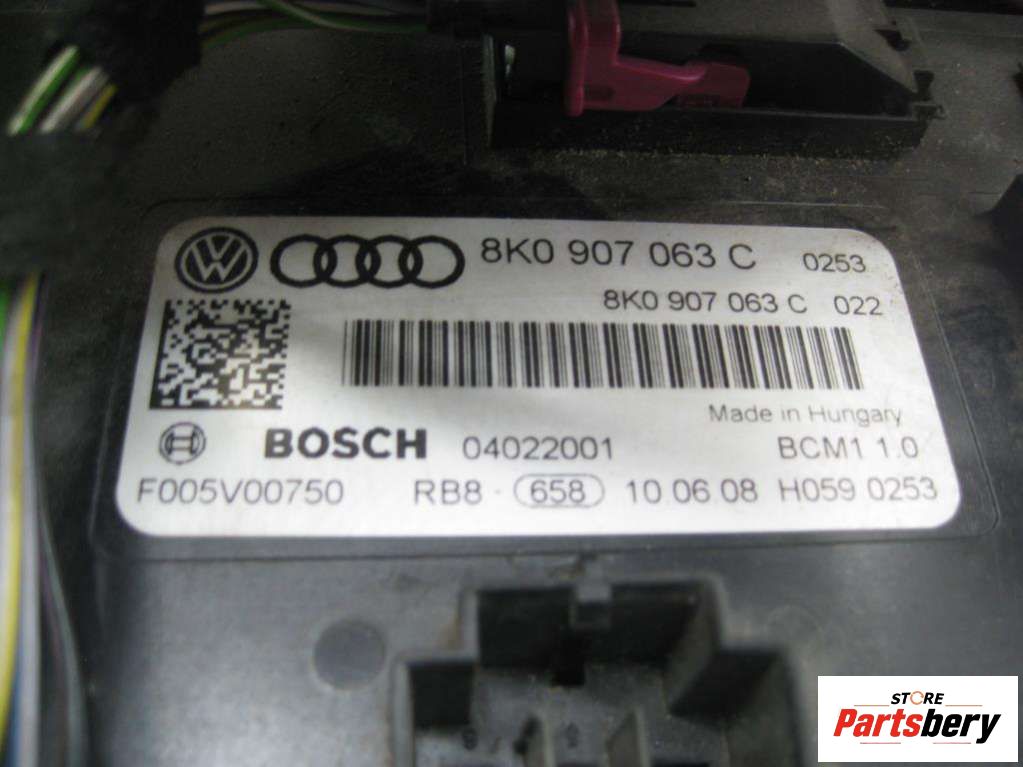 8K0 907 063 C 0253
8K0 907 063 C 022
Made in Hungary
BOSCH 04022001 BCM1 1.0
F005V00750 RB8 · 658 10.06.08 H059 0253
STORE
Partsbery